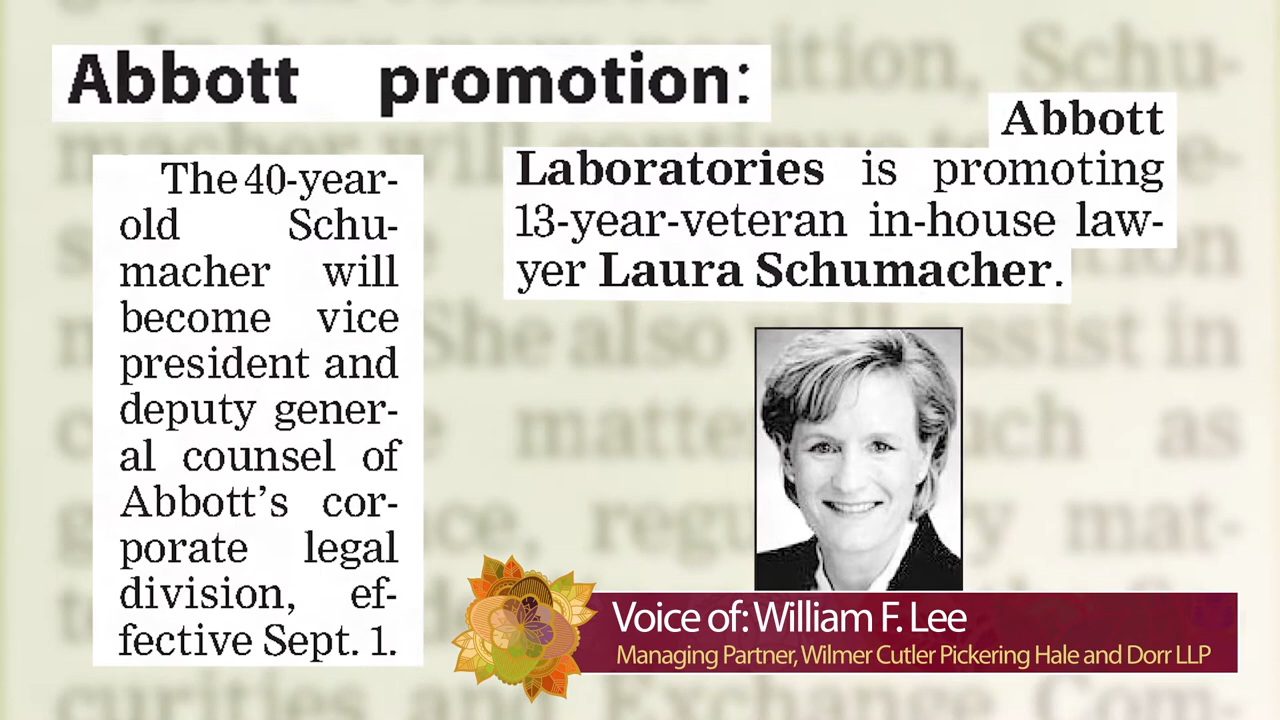 Abbott promotion:
Abbott
Laboratories is promoting
13-year-veteran in-house law-
yer Laura Schumacher.
The 40-year-
old Schu-
macher will
become vice
president and
deputy gener-
al counsel of
Abbott's cor-
porate legal
division, ef-
fective Sept. 1.
Voice of: William F. Lee
Managing Partner, Wilmer Cutler Pickering Hale and Dorr LLP